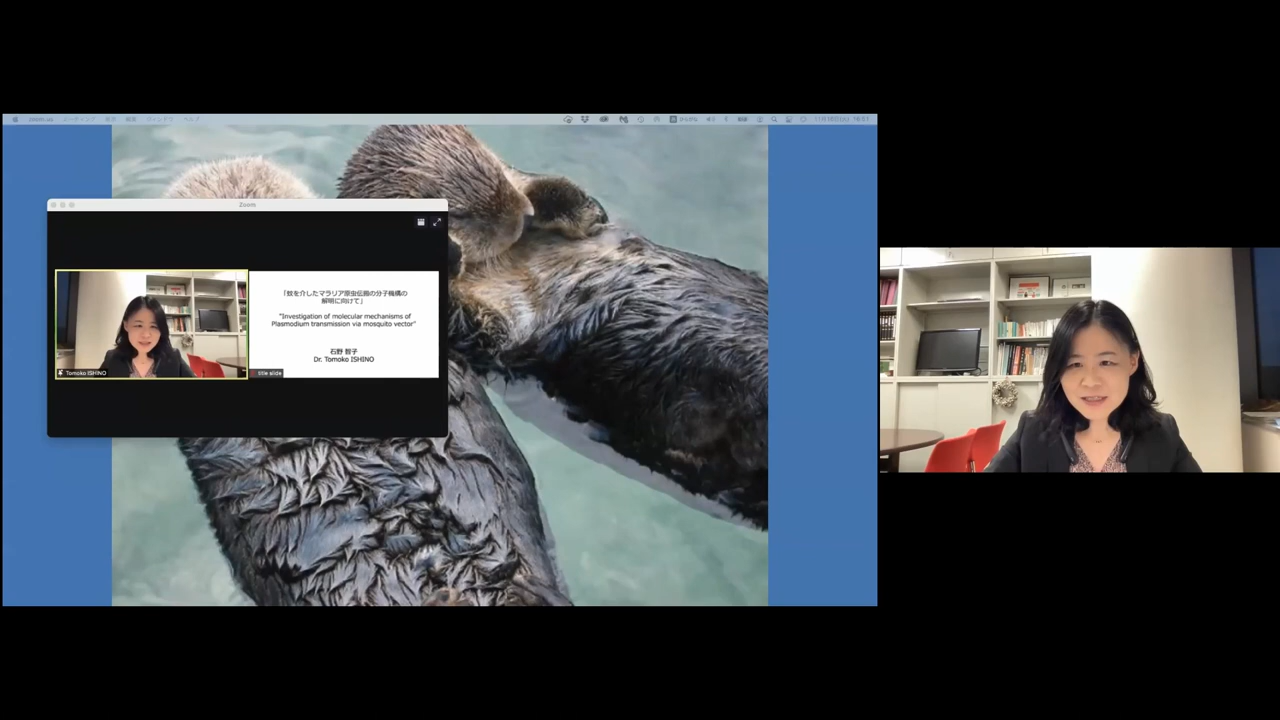 zoom.us
Zoom
「蚊を介したマラリア原虫伝搬の分子機構の
解明に向けて」
"Investigation of molecular mechanisms of
Plasmodium transmission via mosquito vector"
石野 智子
Dr. Tomoko ISHINO
Tomoko ISHINO
title slide